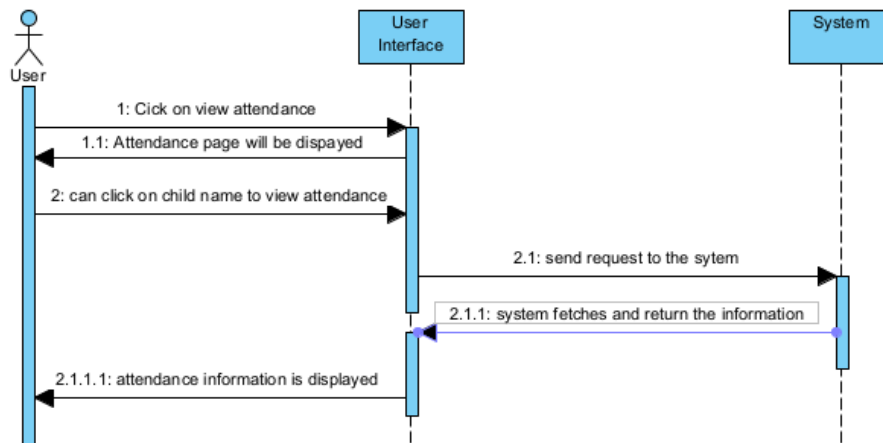 User
Interface
System
User
1: Cick on view attendance
1.1: Attendance page will be dispayed
2: can click on child name to view attendance
2.1: send request to the sytem
2.1.1: system fetches and return the information
2.1.1.1: attendance information is displayed